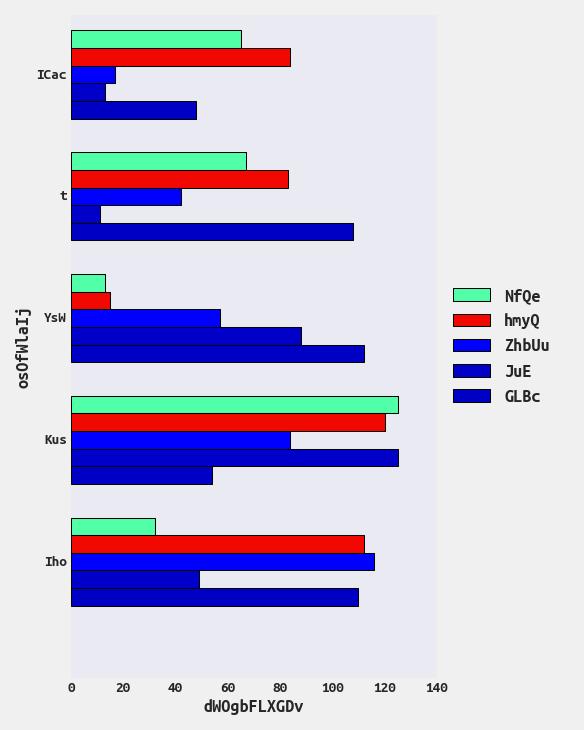 ICac
t
YsW
Kus
Iho
osOfWlaIj
0 20 40 60 80 100 120 140
dWOgbFLXGDv
NfQe
hmyQ
ZhbUu
JuE
GLBc